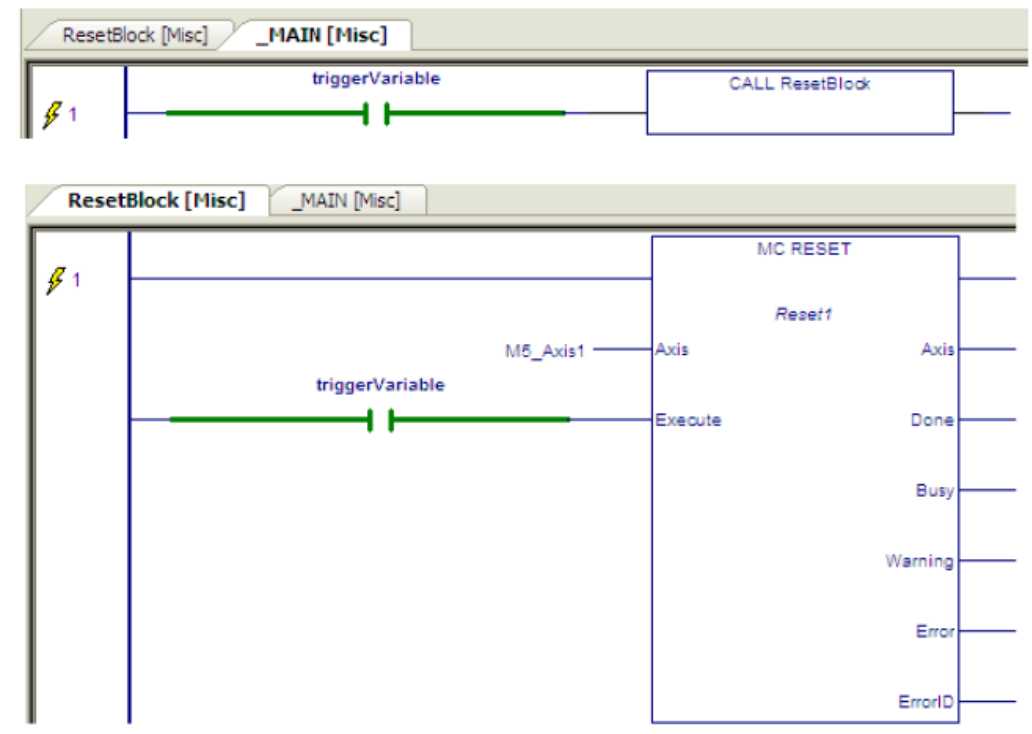 ResetBlock [Misc] _MAIN [Misc]
triggerVariable CALL ResetBlock
1
ResetBlock [Misc] _MAIN [Misc]
MC RESET
1
Reset1
M5_Axis1 Axis Axis
triggerVariable
Execute Done
Busy
Warning
Error
ErrorID